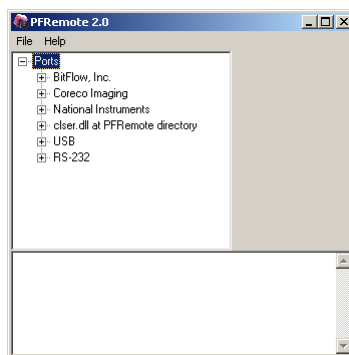 PFRemote 2.0
File Help
Ports
BitFlow, Inc.
Coreco Imaging
National Instruments
clser.dll at PFRemote directory
USB
RS-232